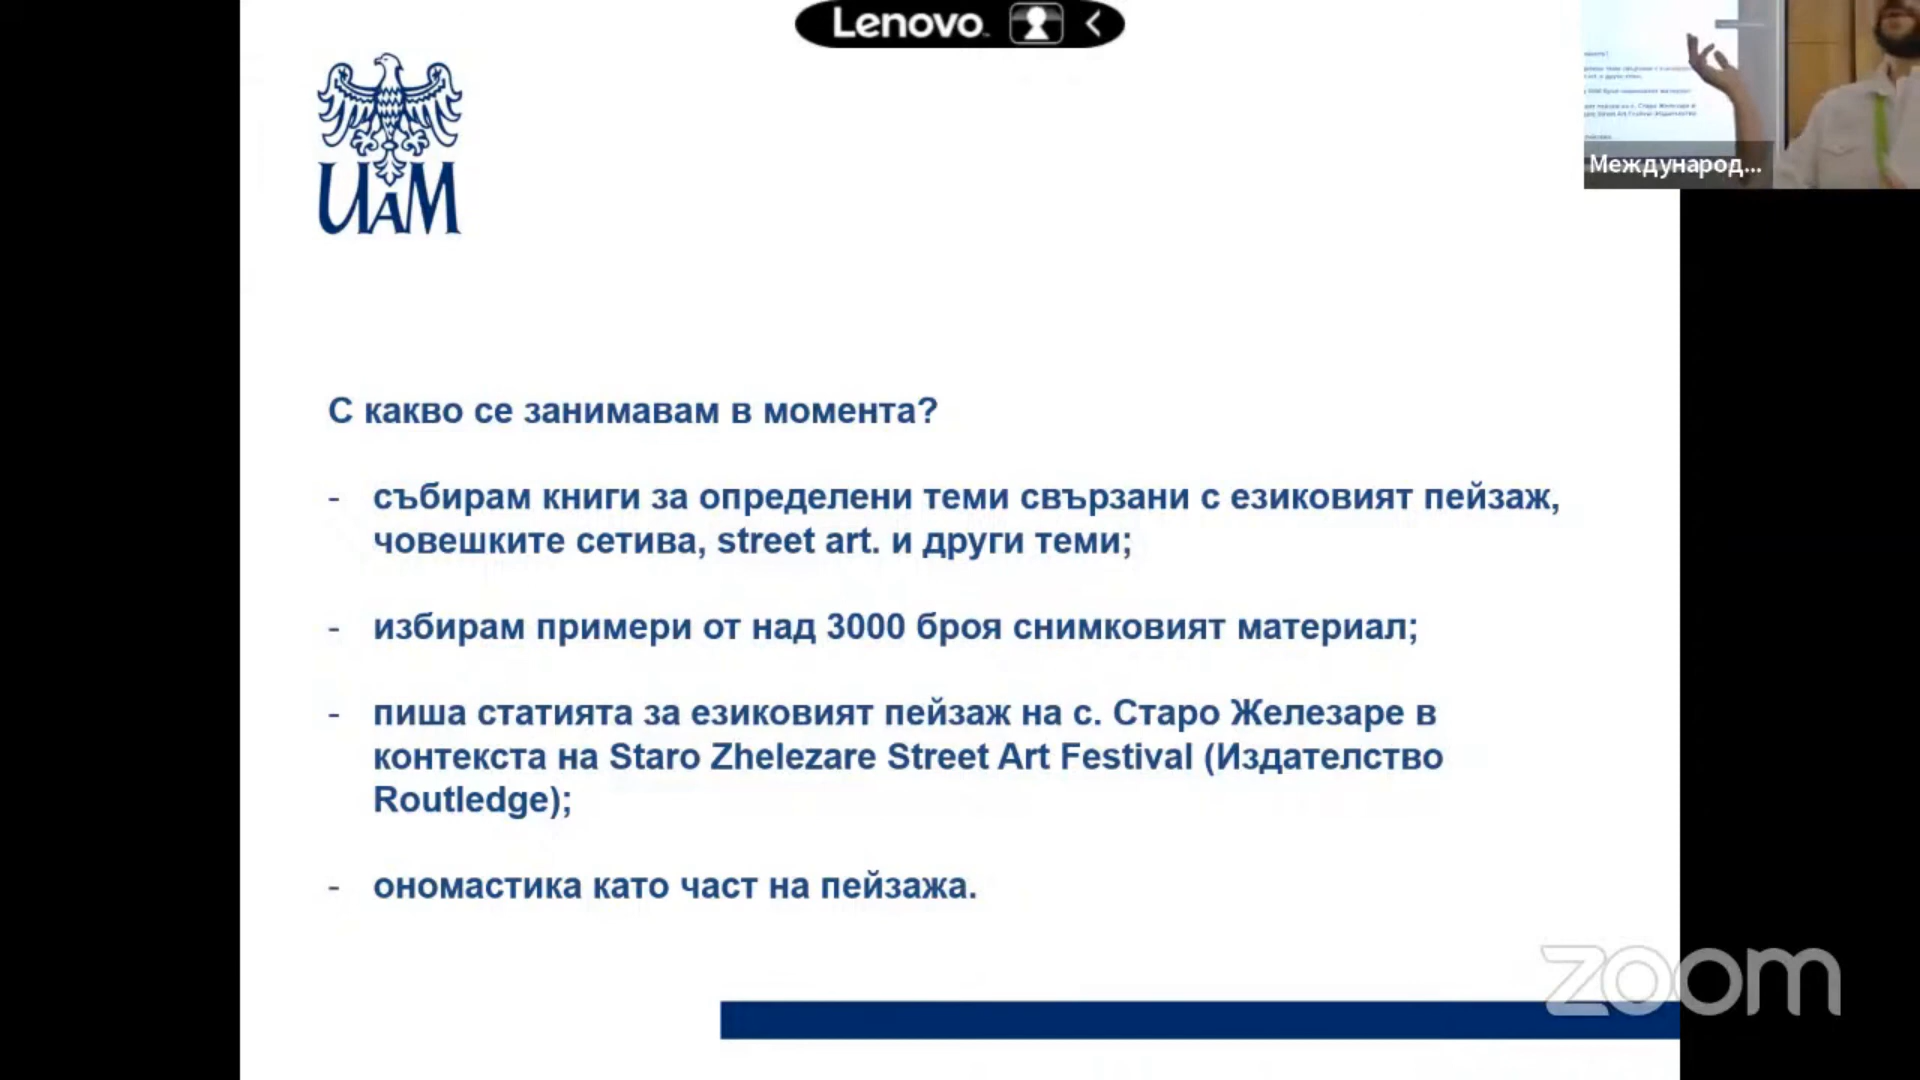 Lenovo
Международ...
UAM
С какво се занимавам в момента?
- събирам книги за определени теми свързани с езиковият пейзаж,
човешките сетива, street art. и други теми;
- избирам примери от над 3000 броя снимковият материал;
- пиша статията за езиковият пейзаж на с. Старо Железаре в
контекста на Staro Zhelezare Street Art Festival (Издателство
Routledge);
- ономастика като част на пейзажа.
zoom